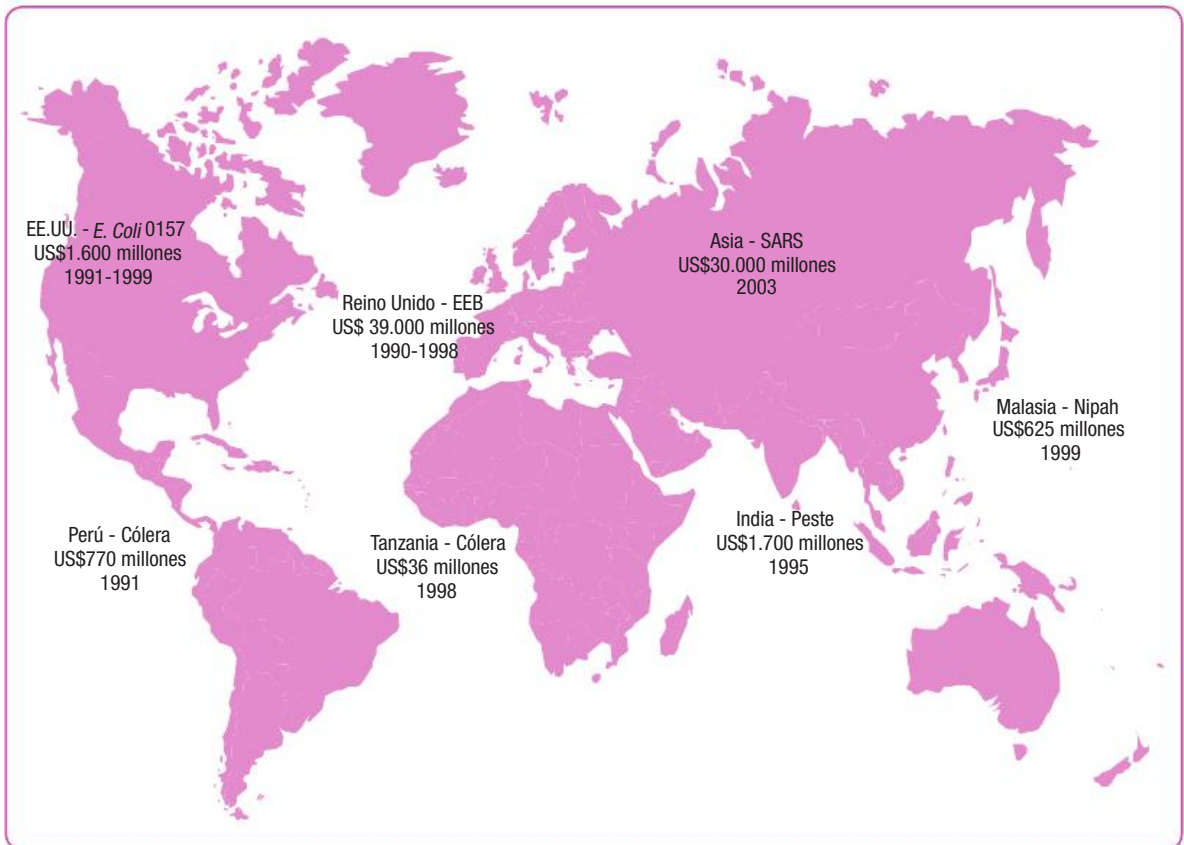 EE.UU. - E. Coli 0157
US$1.600 millones
1991-1999
Asia - SARS
US$30.000 millones
2003
Reino Unido - EEB
US$ 39.000 millones
1990-1998
Malasia - Nipah
US$625 millones
1999
Perú - Cólera
US$770 millones
1991
Tanzania - Cólera
US$36 millones
1998
India - Peste
US$1.700 millones
1995